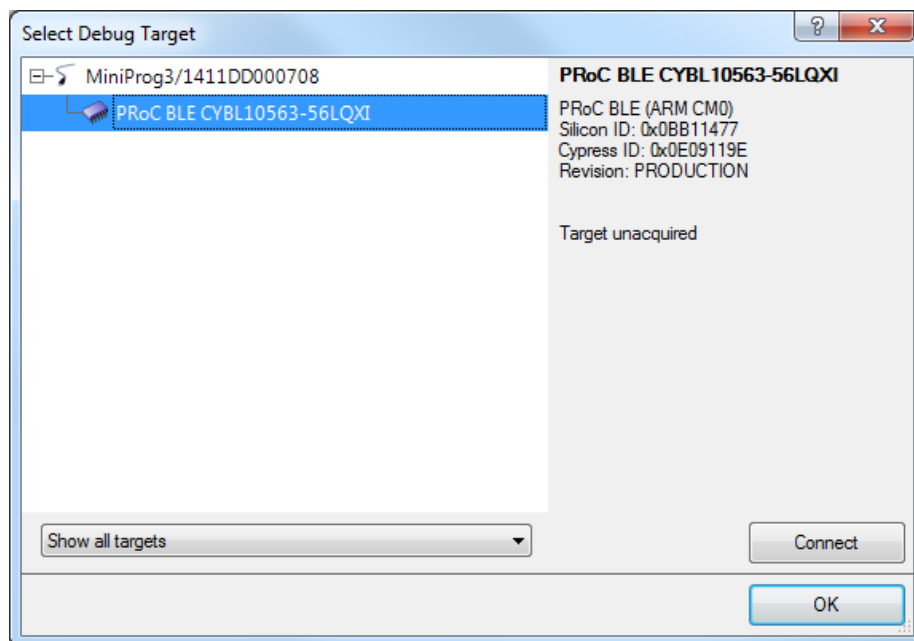 Select Debug Target
MiniProg3/1411DD000708
PRoC BLE CYBL10563-56LQXI
PRoC BLE CYBL10563-56LQXI
PRoC BLE (ARM CM0)
Silicon ID: 0x0BB11477
Cypress ID: 0x0E09119E
Revision: PRODUCTION
Target unacquired
Show all targets
Connect
OK